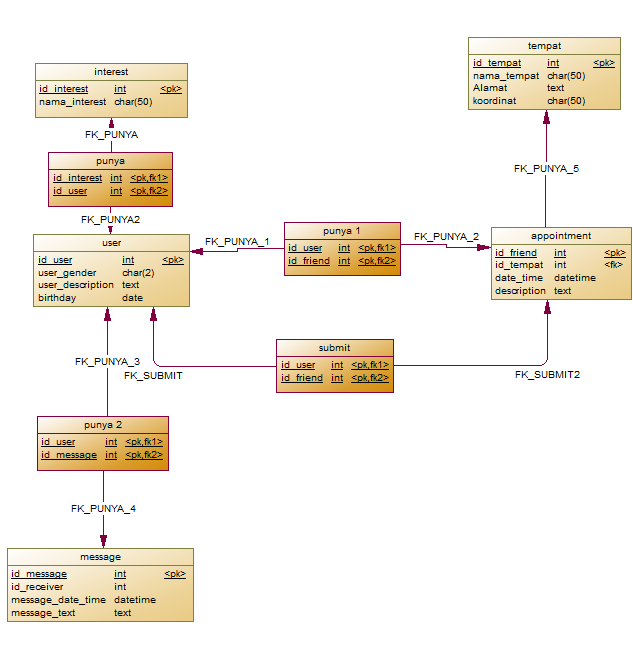 tempat
id_tempat int <pk>
nama_tempat char(50)
Alamat text
koordinat char(50)
interest
id_interest int <pk>
nama_interest char(50)
FK_PUNYA
punya
id_interest int <pk,fk1>
id_user int <pk,fk2>
FK_PUNYA_5
FK_PUNYA2
user
id_user int <pk>
user_gender char(2)
user_description text
birthday date
FK_PUNYA_1
punya 1
id_user int <pk,fk1>
id_friend int <pk,fk2>
FK_PUNYA_2
appointment
id_friend int <pk>
id_tempat int <fk>
date_time datetime
description text
FK_PUNYA_3
FK_SUBMIT
submit
id_user int <pk,fk1>
id_friend int <pk,fk2>
FK_SUBMIT2
punya 2
id_user int <pk,fk1>
id_message int <pk,fk2>
FK_PUNYA_4
message
id_message int <pk>
id_receiver int
message_date_time datetime
message_text text